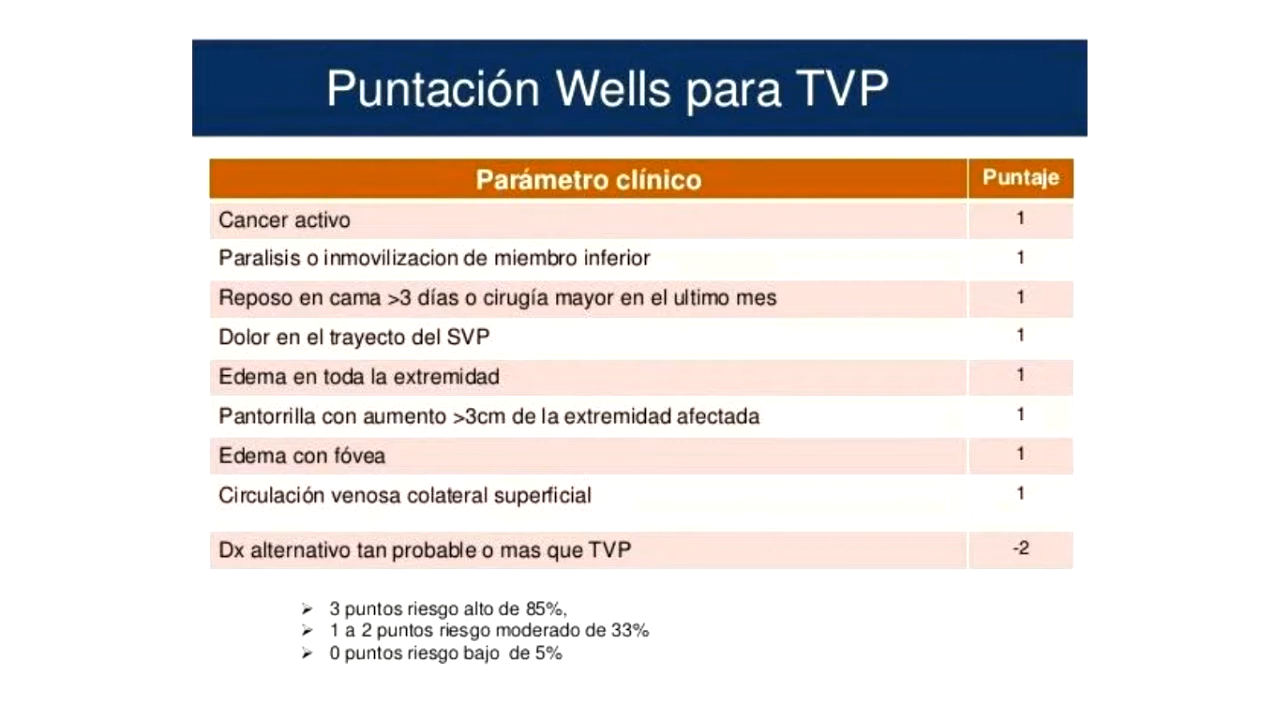 Puntación Wells para TVP
Parámetro clínico Puntaje
Cancer activo 1
Paralisis o inmovilizacion de miembro inferior 1
Reposo en cama >3 días o cirugía mayor en el ultimo mes 1
Dolor en el trayecto del SVP 1
Edema en toda la extremidad 1
Pantorrilla con aumento >3cm de la extremidad afectada 1
Edema con fóvea 1
Circulación venosa colateral superficial 1
Dx alternativo tan probable o mas que TVP -2
➢ 3 puntos riesgo alto de 85%,
➢ 1 a 2 puntos riesgo moderado de 33%
➢ 0 puntos riesgo bajo de 5%